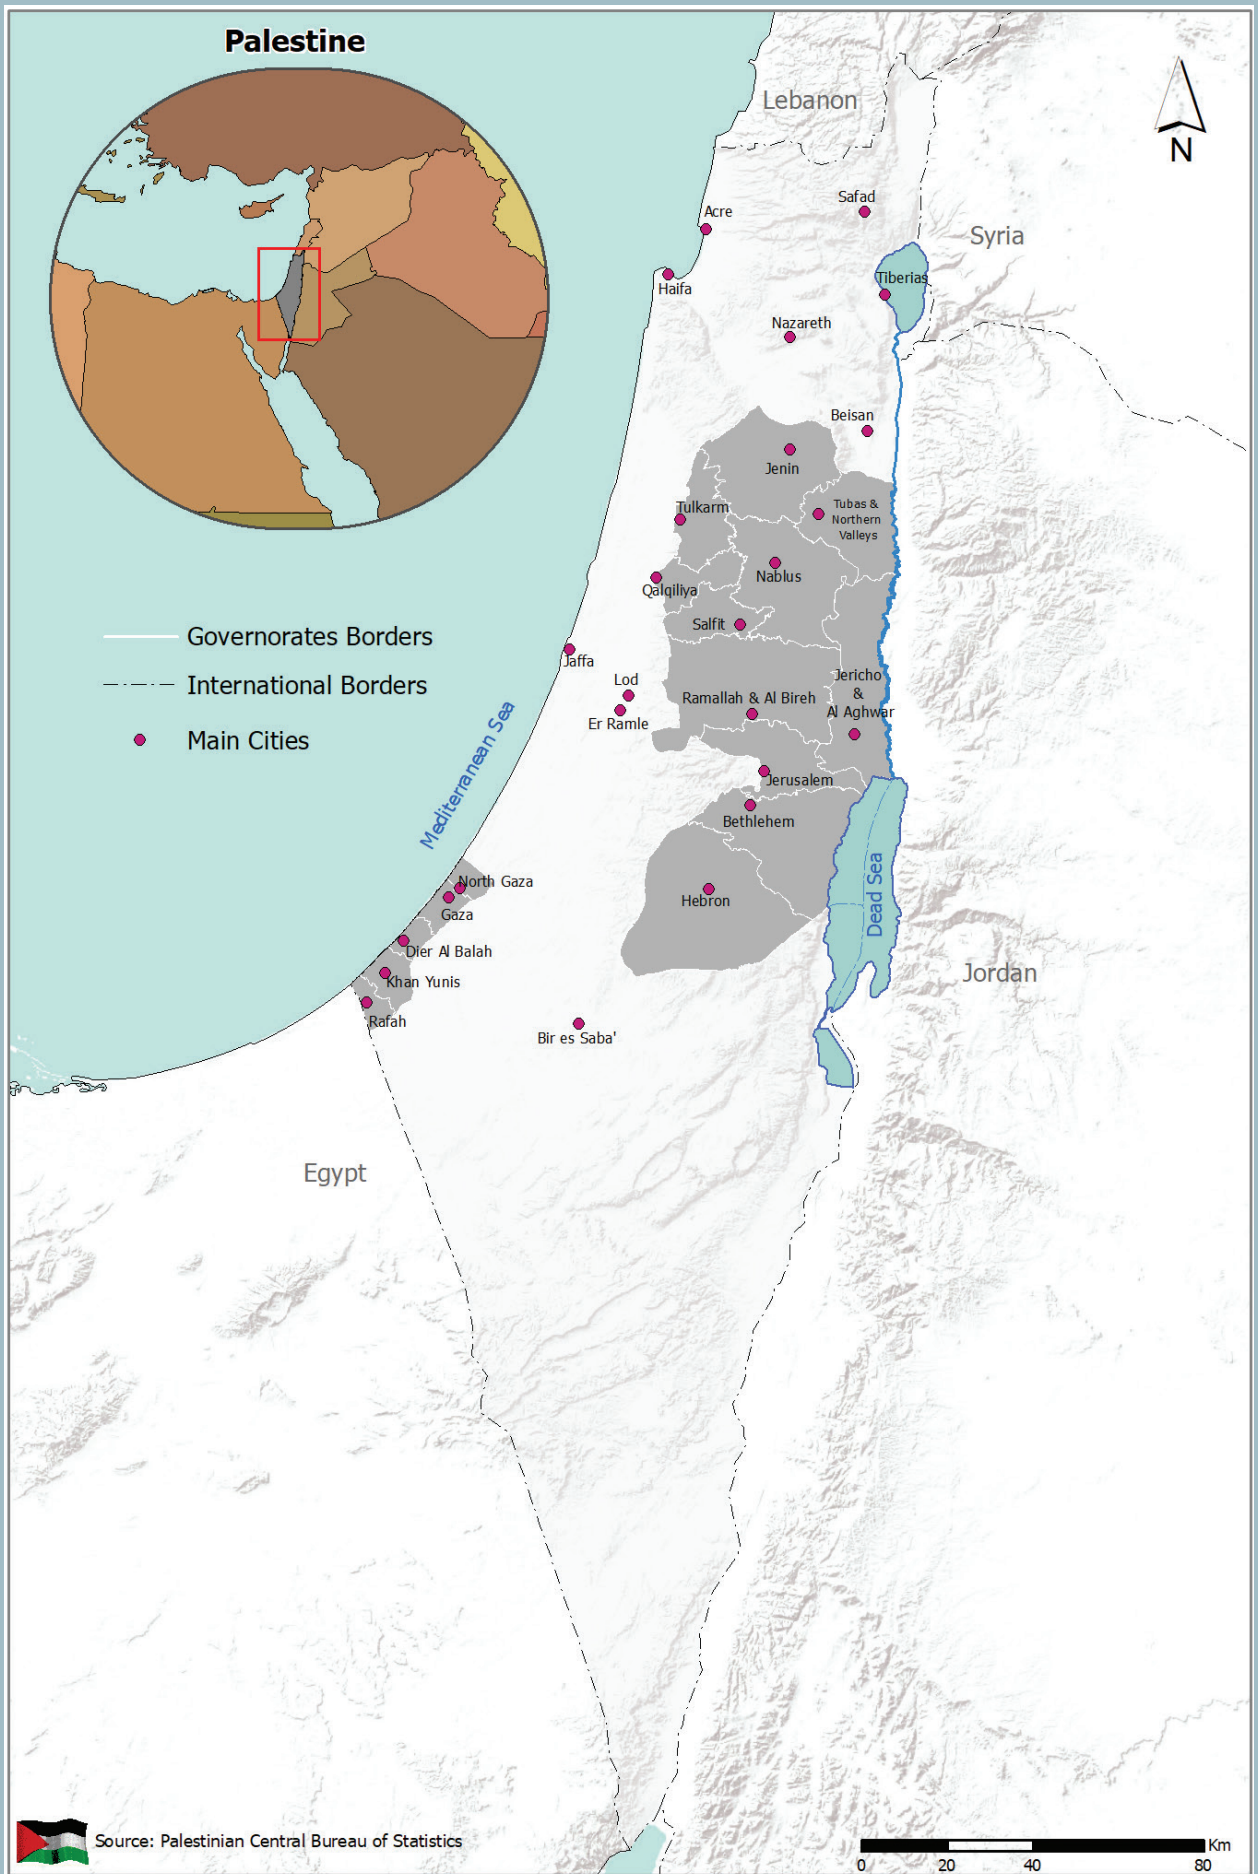 Palestine
N
Lebanon
Safad
Acre
Syria
Haifa
Tiberias
Nazareth
Beisan
Jenin
Tulkarm
Tubas &
Northern
Valleys
Nablus
Qalqiliya
Salfit
Governorates Borders
International Borders
Main Cities
Jaffa
Lod
Er Ramle
Ramallah & Al Bireh
Jericho
&
Al Aghwar
Mediterranean Sea
Jerusalem
Bethlehem
Hebron
Dead Sea
North Gaza
Gaza
Dier Al Balah
Khan Yunis
Rafah
Bir es Saba'
Jordan
Egypt
Source: Palestinian Central Bureau of Statistics
Km
0 20 40 80